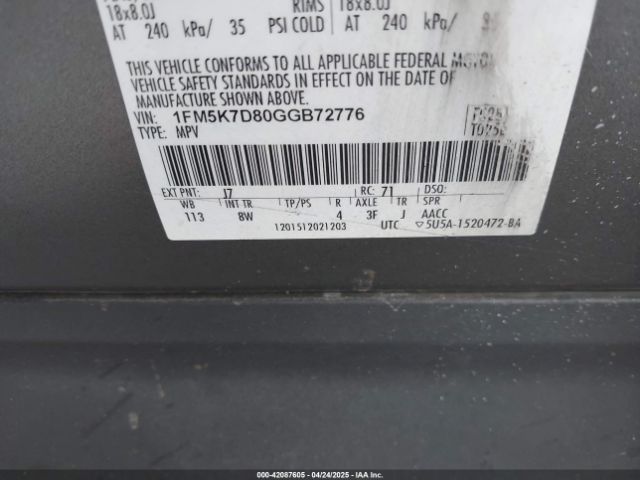 18x8.0J RIMS 18x8.0J
AT 240 kPa/ 35 PSI COLD AT 240 kPa/
THIS VEHICLE CONFORMS TO ALL APPLICABLE FEDERAL MOTOR
VEHICLE SAFETY STANDARDS IN EFFECT ON THE DATE OF
MANUFACTURE SHOWN ABOVE.
VIN: 1FM5K7D80GGB72776
TYPE: MPV
EXT PNT: J7 RC: 71 DSO:
WB INT TR TP/PS R AXLE TR SPR
113 8W 4 3F J AACC
1201512021203 UTC ▽5U5A-1520472-BA
000-42087605 - 04/24/2025 - IAAI.COM